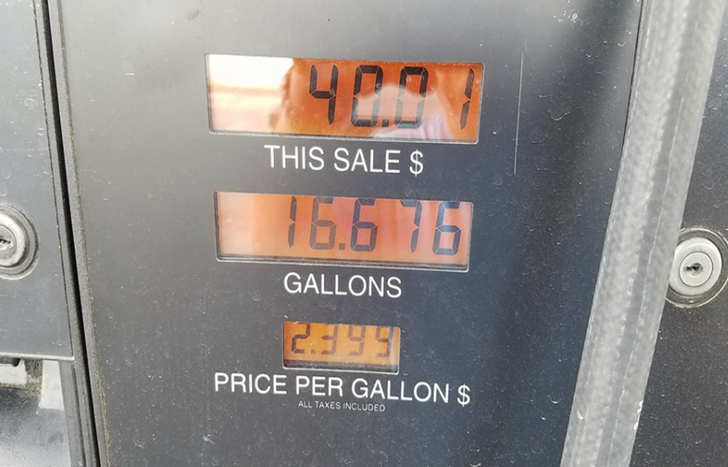 40.01
THIS SALE $
16.676
GALLONS
2.399
PRICE PER GALLON $
ALL TAXES INCLUDED